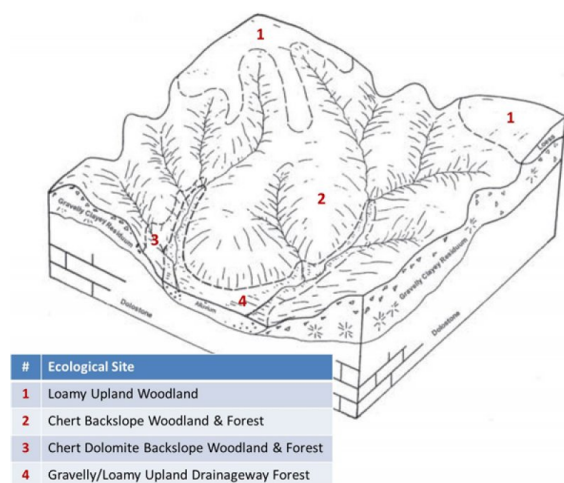 1
1
Loess
2
Gravelly Clayey Residuum
3
Gravelly Clayey Residuum
4
Alluvium
Dolostone
Dolostone
# Ecological Site
1 Loamy Upland Woodland
2 Chert Backslope Woodland & Forest
3 Chert Dolomite Backslope Woodland & Forest
4 Gravelly/Loamy Upland Drainageway Forest